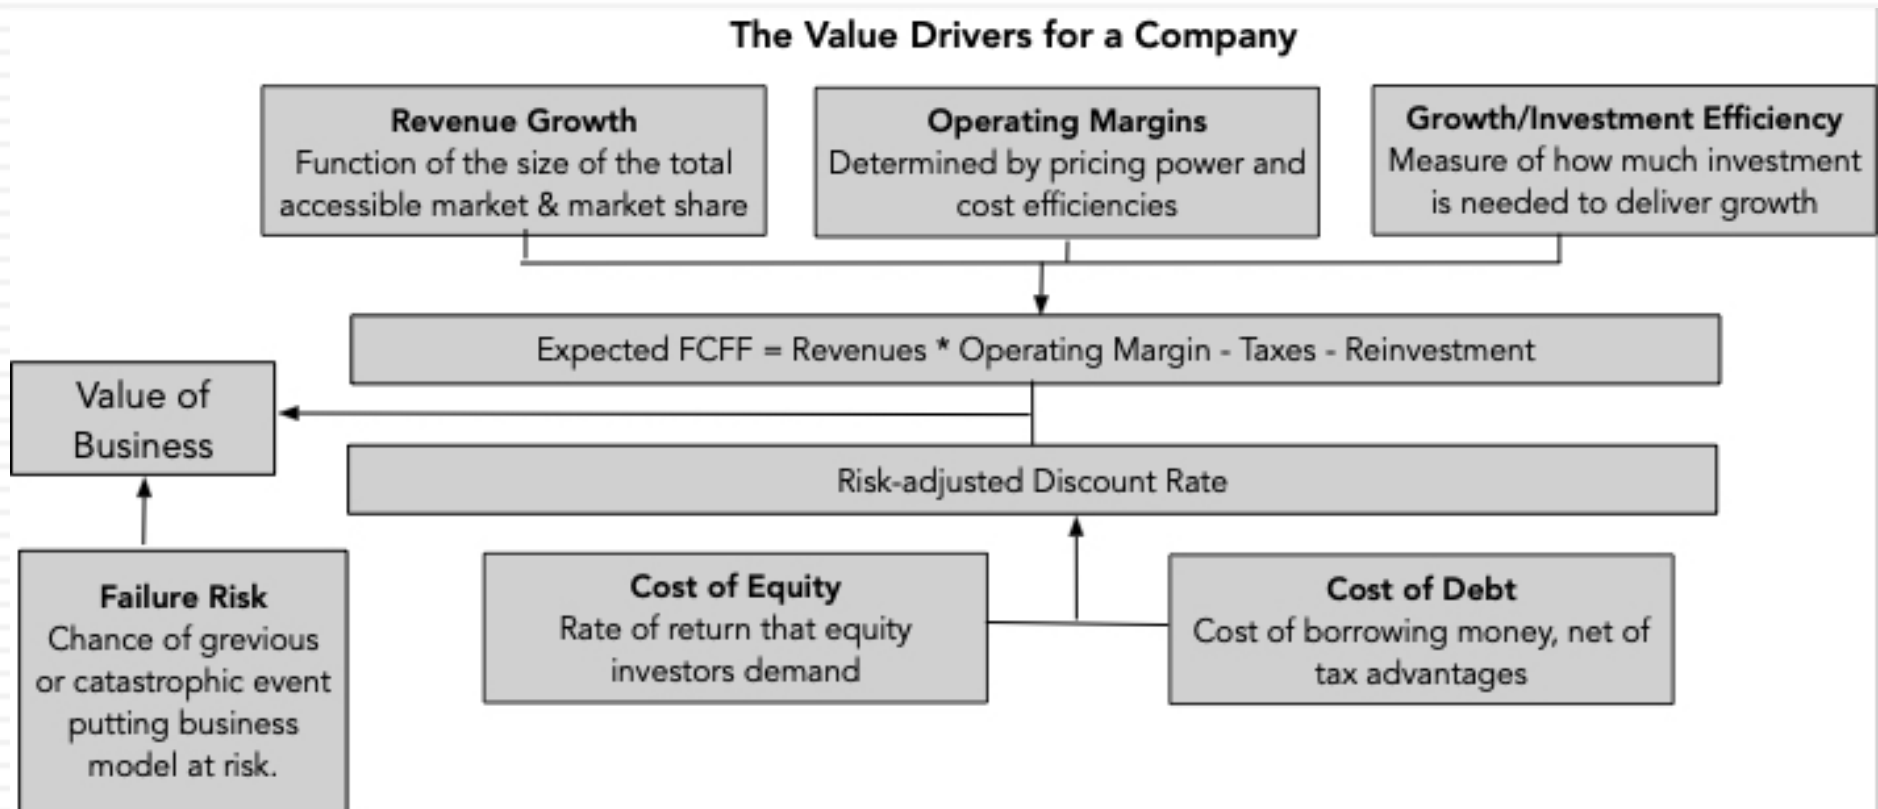 The Value Drivers for a Company
Revenue Growth
Function of the size of the total
accessible market & market share
Operating Margins
Determined by pricing power and
cost efficiencies
Growth/Investment Efficiency
Measure of how much investment
is needed to deliver growth
Expected FCFF = Revenues * Operating Margin - Taxes - Reinvestment
Value of
Business
Risk-adjusted Discount Rate
Failure Risk
Chance of grevious
or catastrophic event
putting business
model at risk.
Cost of Equity
Rate of return that equity
investors demand
Cost of Debt
Cost of borrowing money, net of
tax advantages